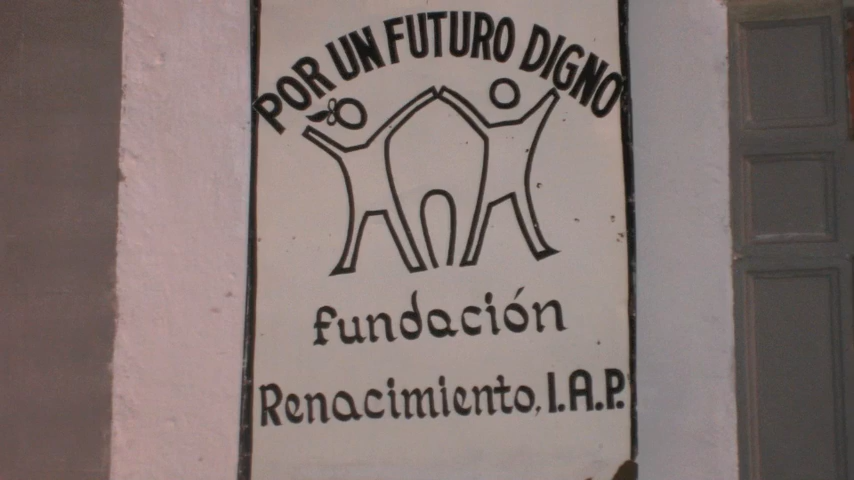 POR UN FUTURO DIGNO
fundación
Renacimiento, I.A.P.